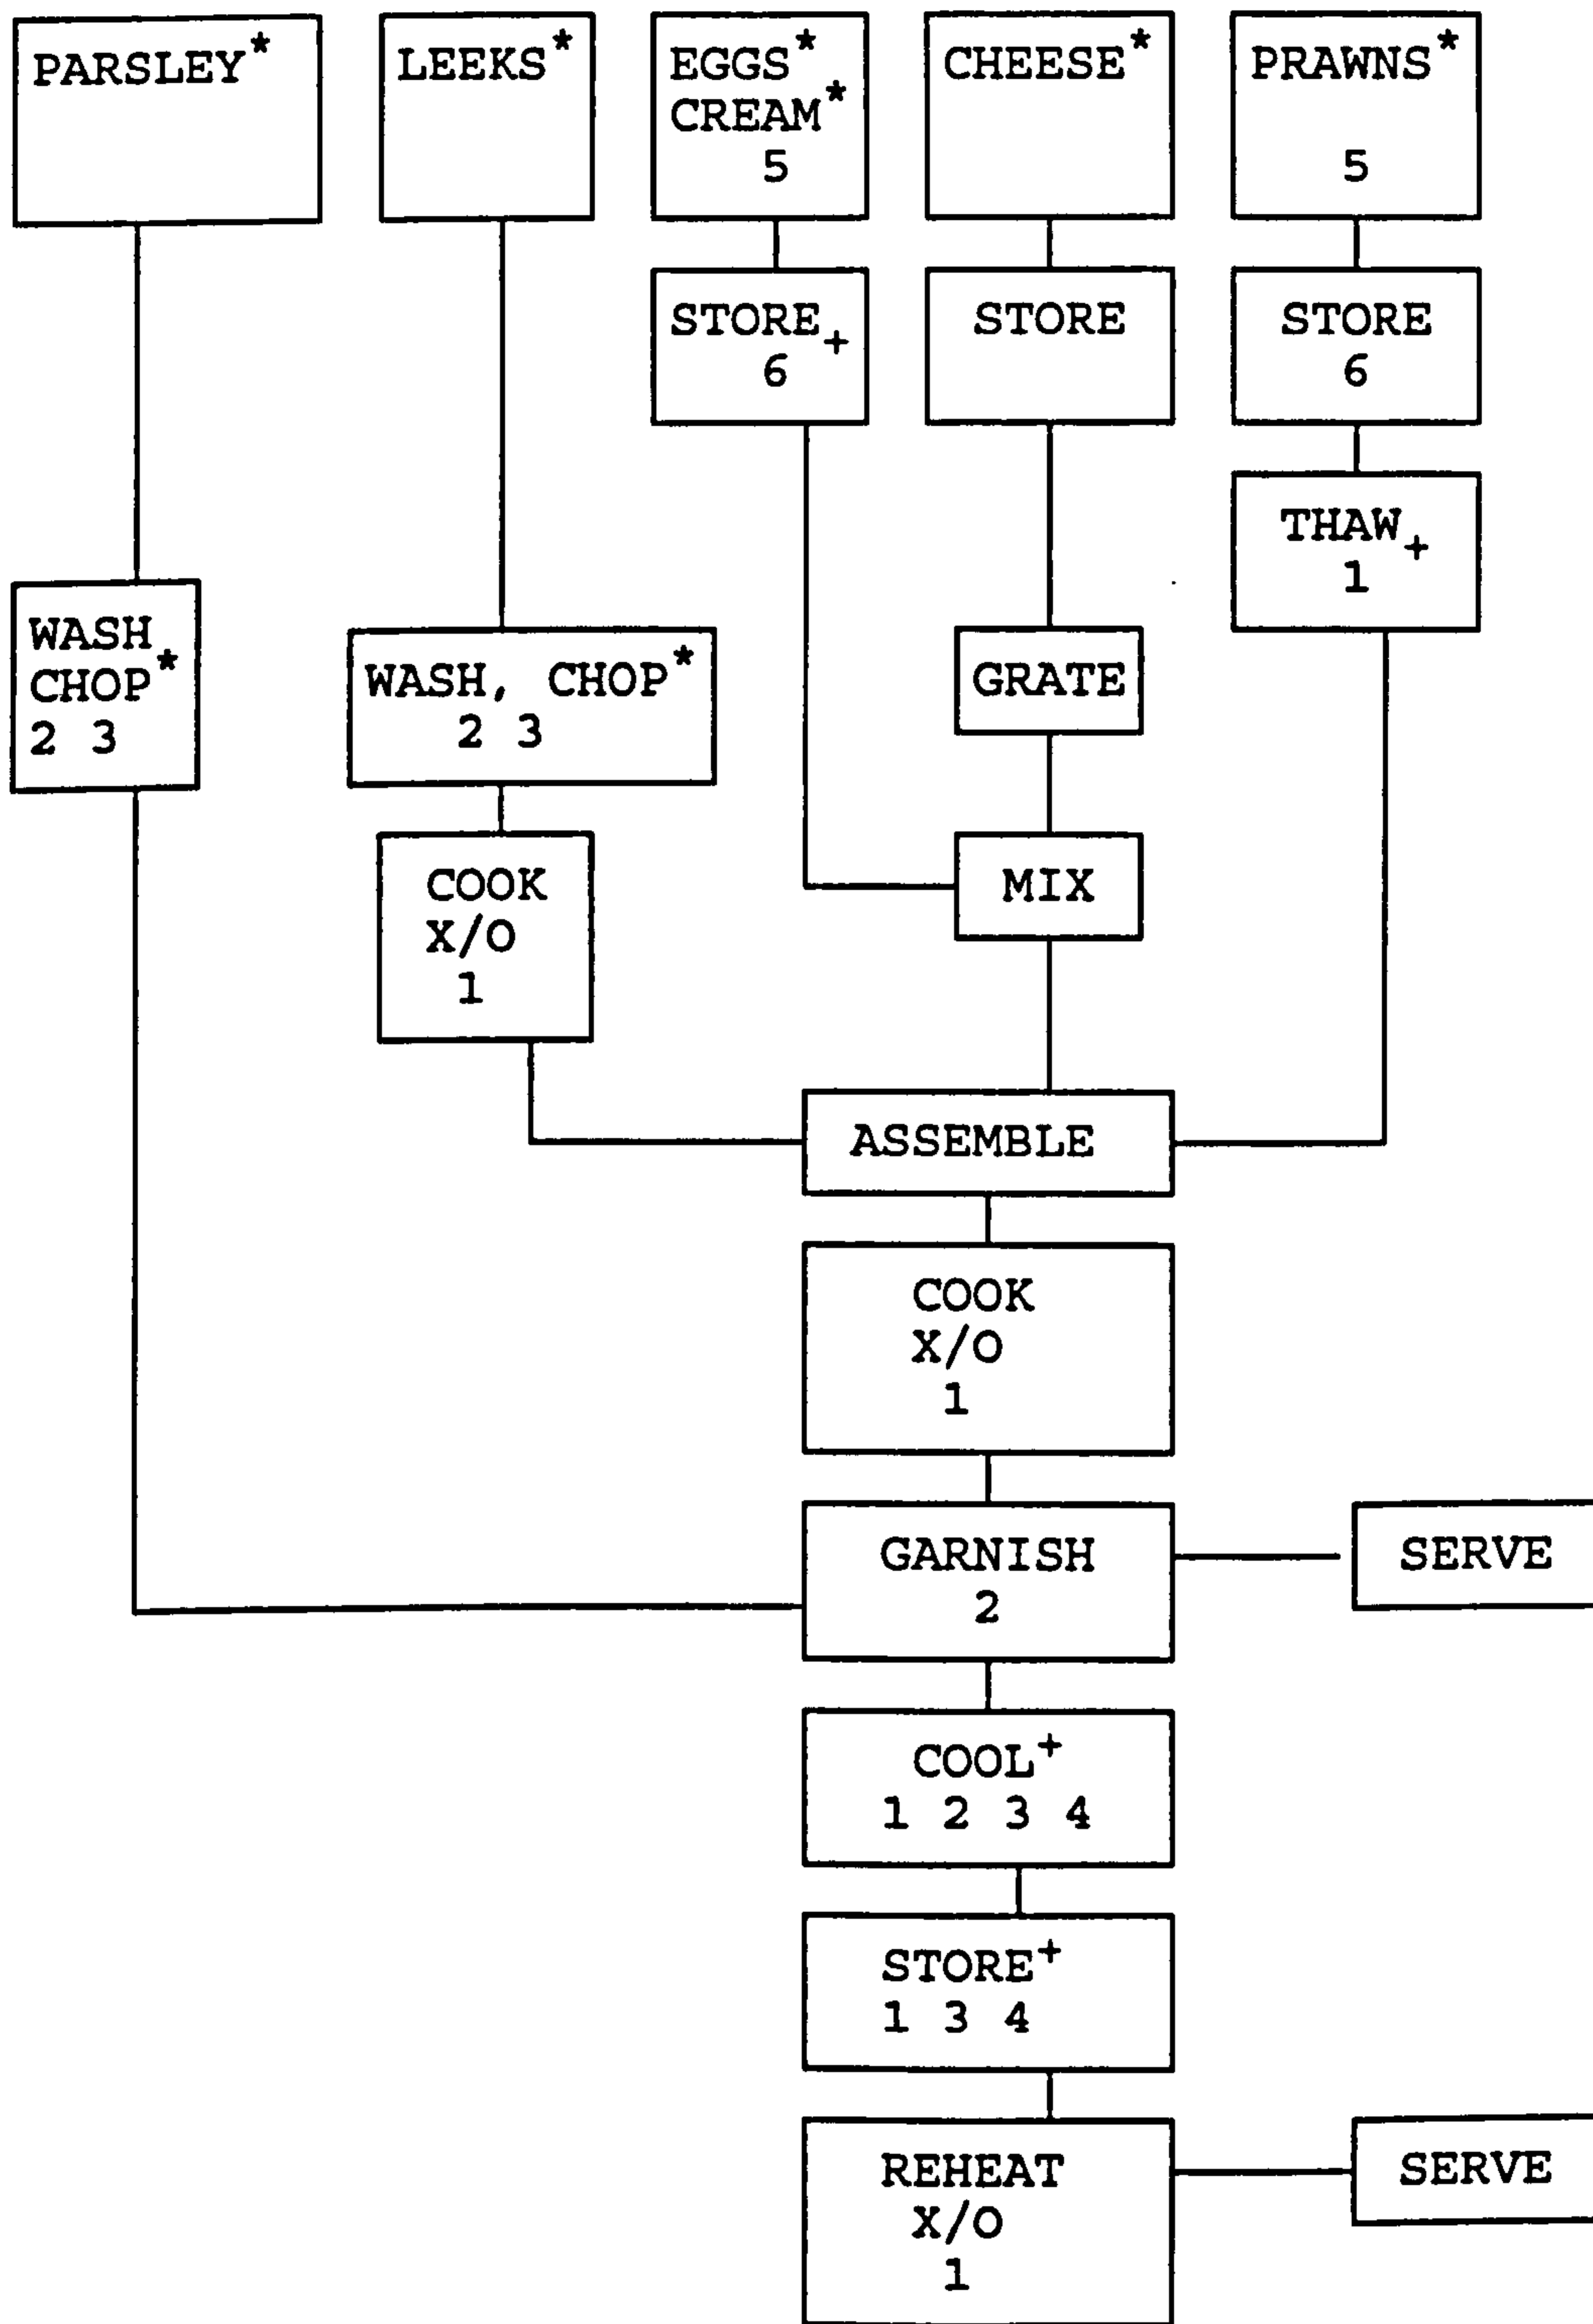 PARSLEY*
LEEKS*
EGGS*
CREAM*
5
CHEESE*
PRAWNS*
5
STORE+
6
STORE
STORE
6
THAW+
1
WASH
CHOP*
2 3
WASH, CHOP*
2 3
GRATE
COOK
X/O
1
MIX
ASSEMBLE
COOK
X/O
1
GARNISH
2
SERVE
COOL+
1 2 3 4
STORE+
1 3 4
REHEAT
X/O
1
SERVE